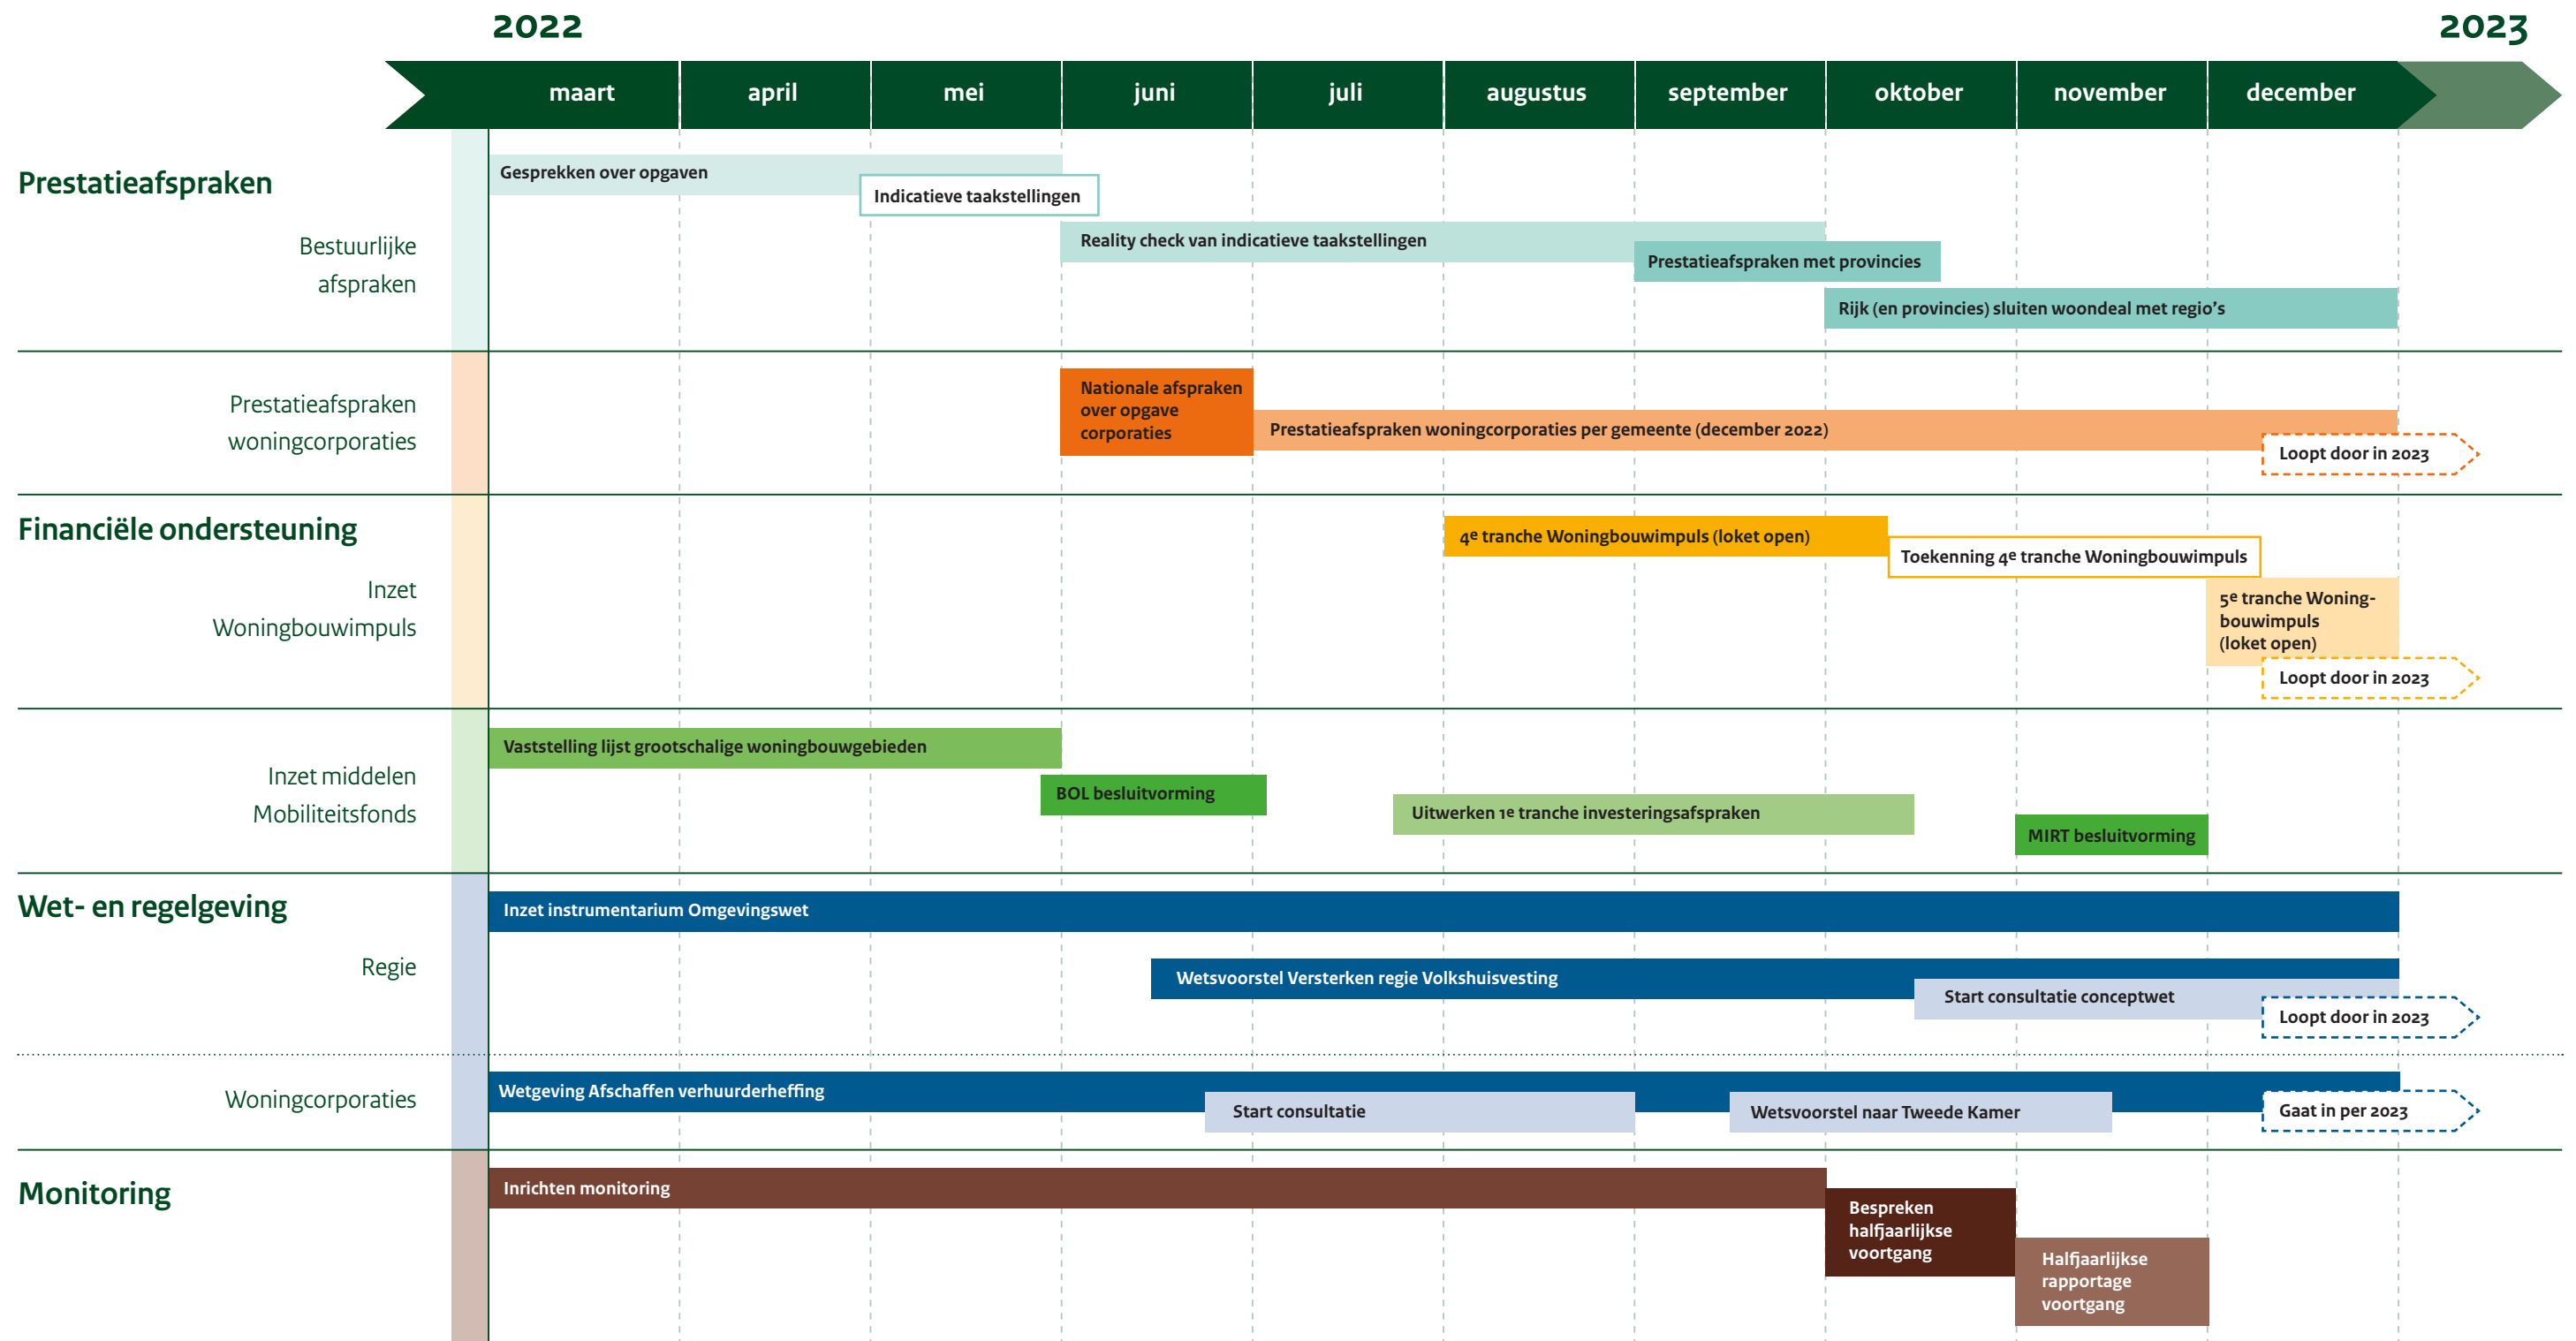 2022
2023
maart
april
mei
juni
juli
augustus
september
oktober
november
december
Prestatieafspraken
Bestuurlijke
afspraken
Gesprekken over opgaven
Indicatieve taakstellingen
Reality check van indicatieve taakstellingen
Prestatieafspraken met provincies
Rijk (en provincies) sluiten woondeal met regio’s
Prestatieafspraken
woningcorporaties
Nationale afspraken
over opgave
corporaties
Prestatieafspraken woningcorporaties per gemeente (december 2022)
Loopt door in 2023
Financiële ondersteuning
Inzet
Woningbouwimpuls
4e tranche Woningbouwimpuls (loket open)
Toekenning 4e tranche Woningbouwimpuls
5e tranche Woning-
bouwimpuls
(loket open)
Loopt door in 2023
Inzet middelen
Mobiliteitsfonds
Vaststelling lijst grootschalige woningbouwgebieden
BOL besluitvorming
Uitwerken 1e tranche investeringsafspraken
MIRT besluitvorming
Wet- en regelgeving
Regie
Inzet instrumentarium Omgevingswet
Wetsvoorstel Versterken regie Volkshuisvesting
Start consultatie conceptwet
Loopt door in 2023
Woningcorporaties
Wetgeving Afschaffen verhuurderheffing
Start consultatie
Wetsvoorstel naar Tweede Kamer
Gaat in per 2023
Monitoring
Inrichten monitoring
Bespreken
halfjaarlijkse
voortgang
Halfjaarlijkse
rapportage
voortgang